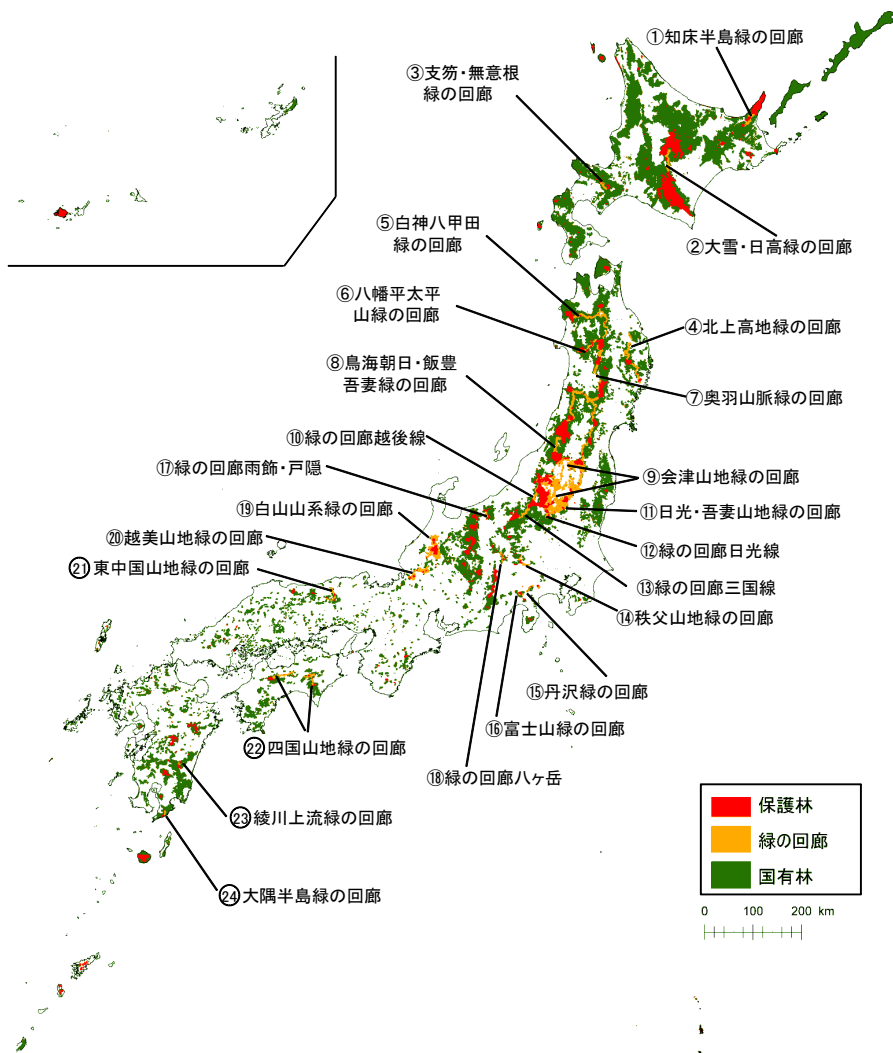 ①知床半島緑の回廊
③支笏・無意根
緑の回廊
②大雪・日高緑の回廊
⑤白神八甲田
緑の回廊
⑥八幡平太平
山緑の回廊
④北上高地緑の回廊
⑧鳥海朝日・飯豊
吾妻緑の回廊
⑦奥羽山脈緑の回廊
⑩緑の回廊越後線
⑰緑の回廊雨飾・戸隠
⑨会津山地緑の回廊
⑲白山山系緑の回廊
⑪日光・吾妻山地緑の回廊
⑳越美山地緑の回廊
⑫緑の回廊日光線
㉑東中国山地緑の回廊
⑬緑の回廊三国線
⑭秩父山地緑の回廊
⑮丹沢緑の回廊
⑯富士山緑の回廊
㉒四国山地緑の回廊
⑱緑の回廊八ヶ岳
㉓綾川上流緑の回廊
㉔大隅半島緑の回廊
保護林
緑の回廊
国有林
0 100 200 km